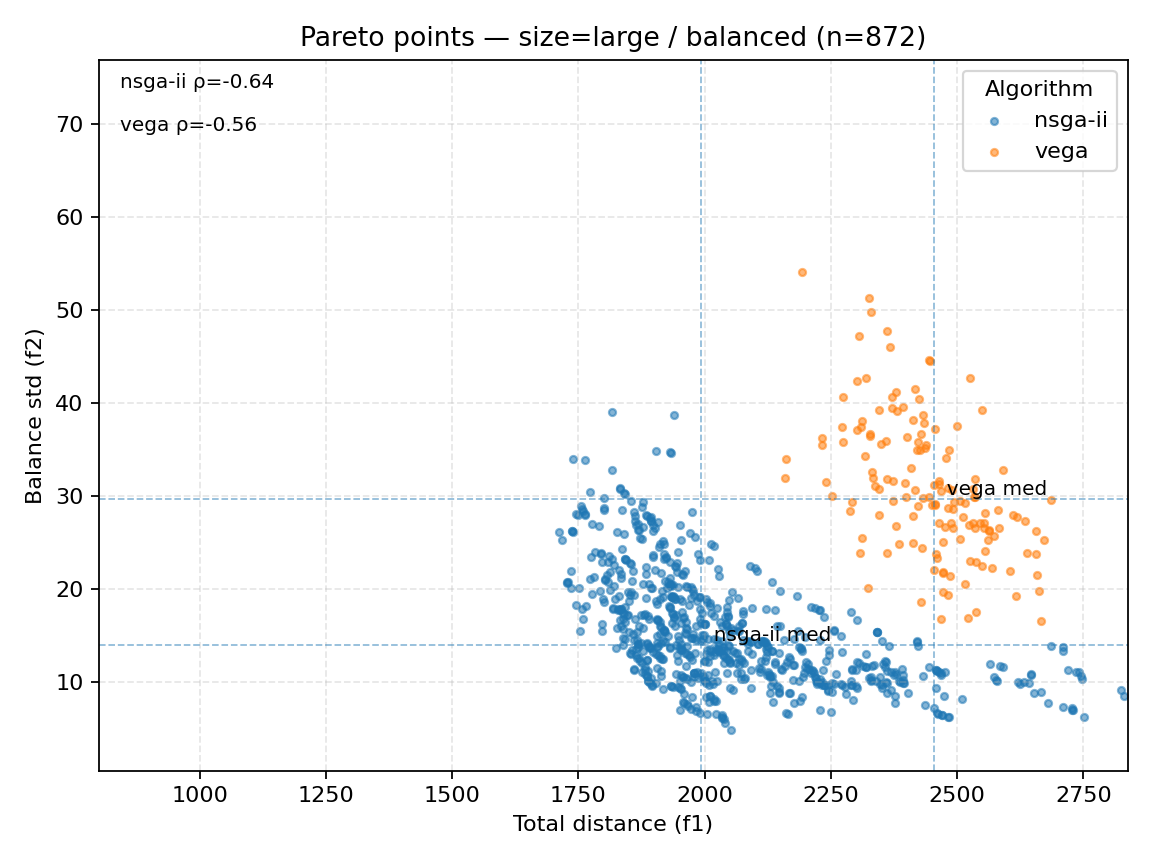 Pareto points — size=large / balanced (n=872)
nsga-ii ρ=-0.64
vega ρ=-0.56
Algorithm
nsga-ii
vega
70
60
50
40
30
20
10
Balance std (f2)
vega med
nsga-ii med
1000 1250 1500 1750 2000 2250 2500 2750
Total distance (f1)